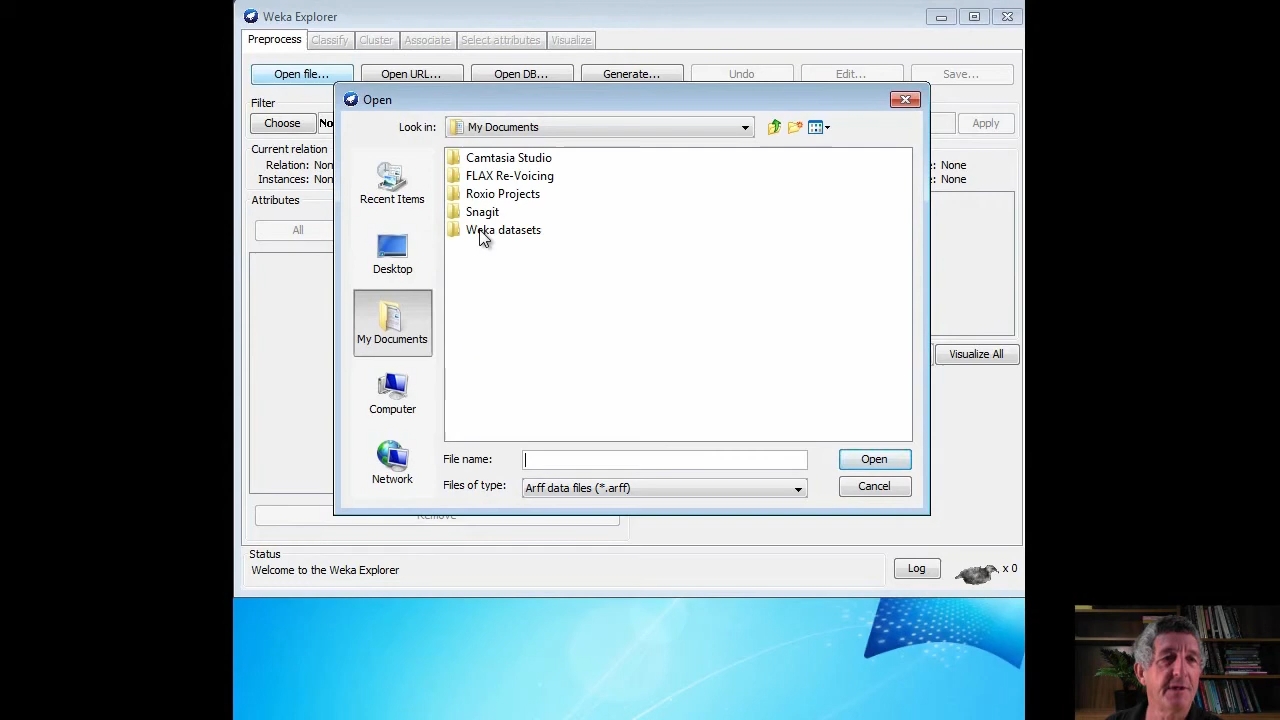 Weka Explorer
Preprocess Classify Cluster Associate Select attributes Visualize
Open file... Open URL... Open DB... Generate... Undo Edit... Save...
Open
Filter
Choose
Apply
Look in: My Documents
Current relation
Relation: Non
Instances: Non
: None
: None
Attributes
All
Camtasia Studio
FLAX Re-Voicing
Roxio Projects
Snagit
Weka datasets
Recent Items
Desktop
My Documents
Computer
Network
Visualize All
File name:
Open
Files of type: Arff data files (*.arff)
Cancel
Remove
Status
Welcome to the Weka Explorer
Log
x 0